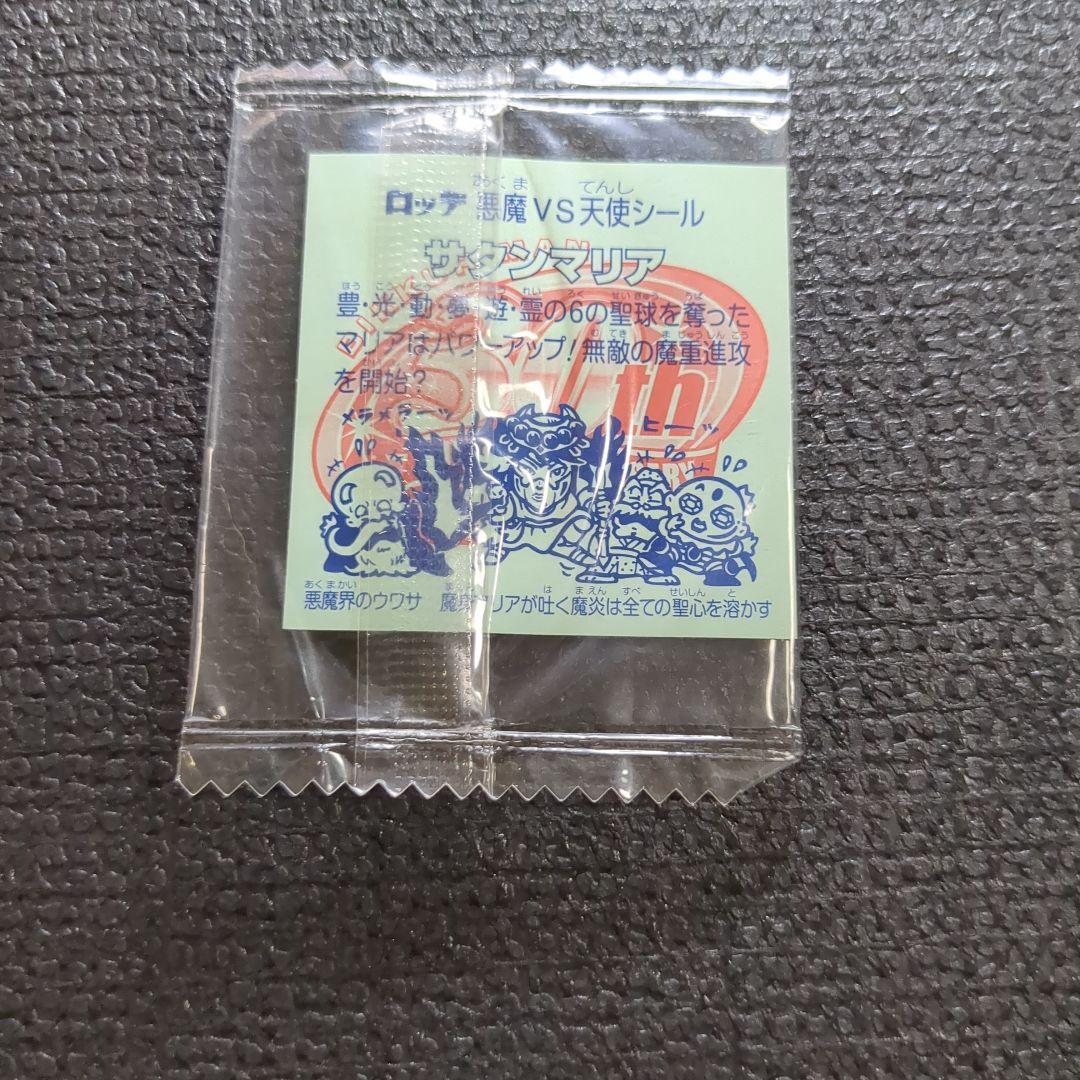 ロッテ 悪魔VS天使シール
サタンマリア
豊・光・動・夢・遊・霊の6の聖球を奪った
マリアはパワーアップ!無敵の魔重進攻
を開始?
メラメラーッ ヒーッ
th
悪魔界のウワサ リアが吐く魔炎は全ての聖心を溶かす